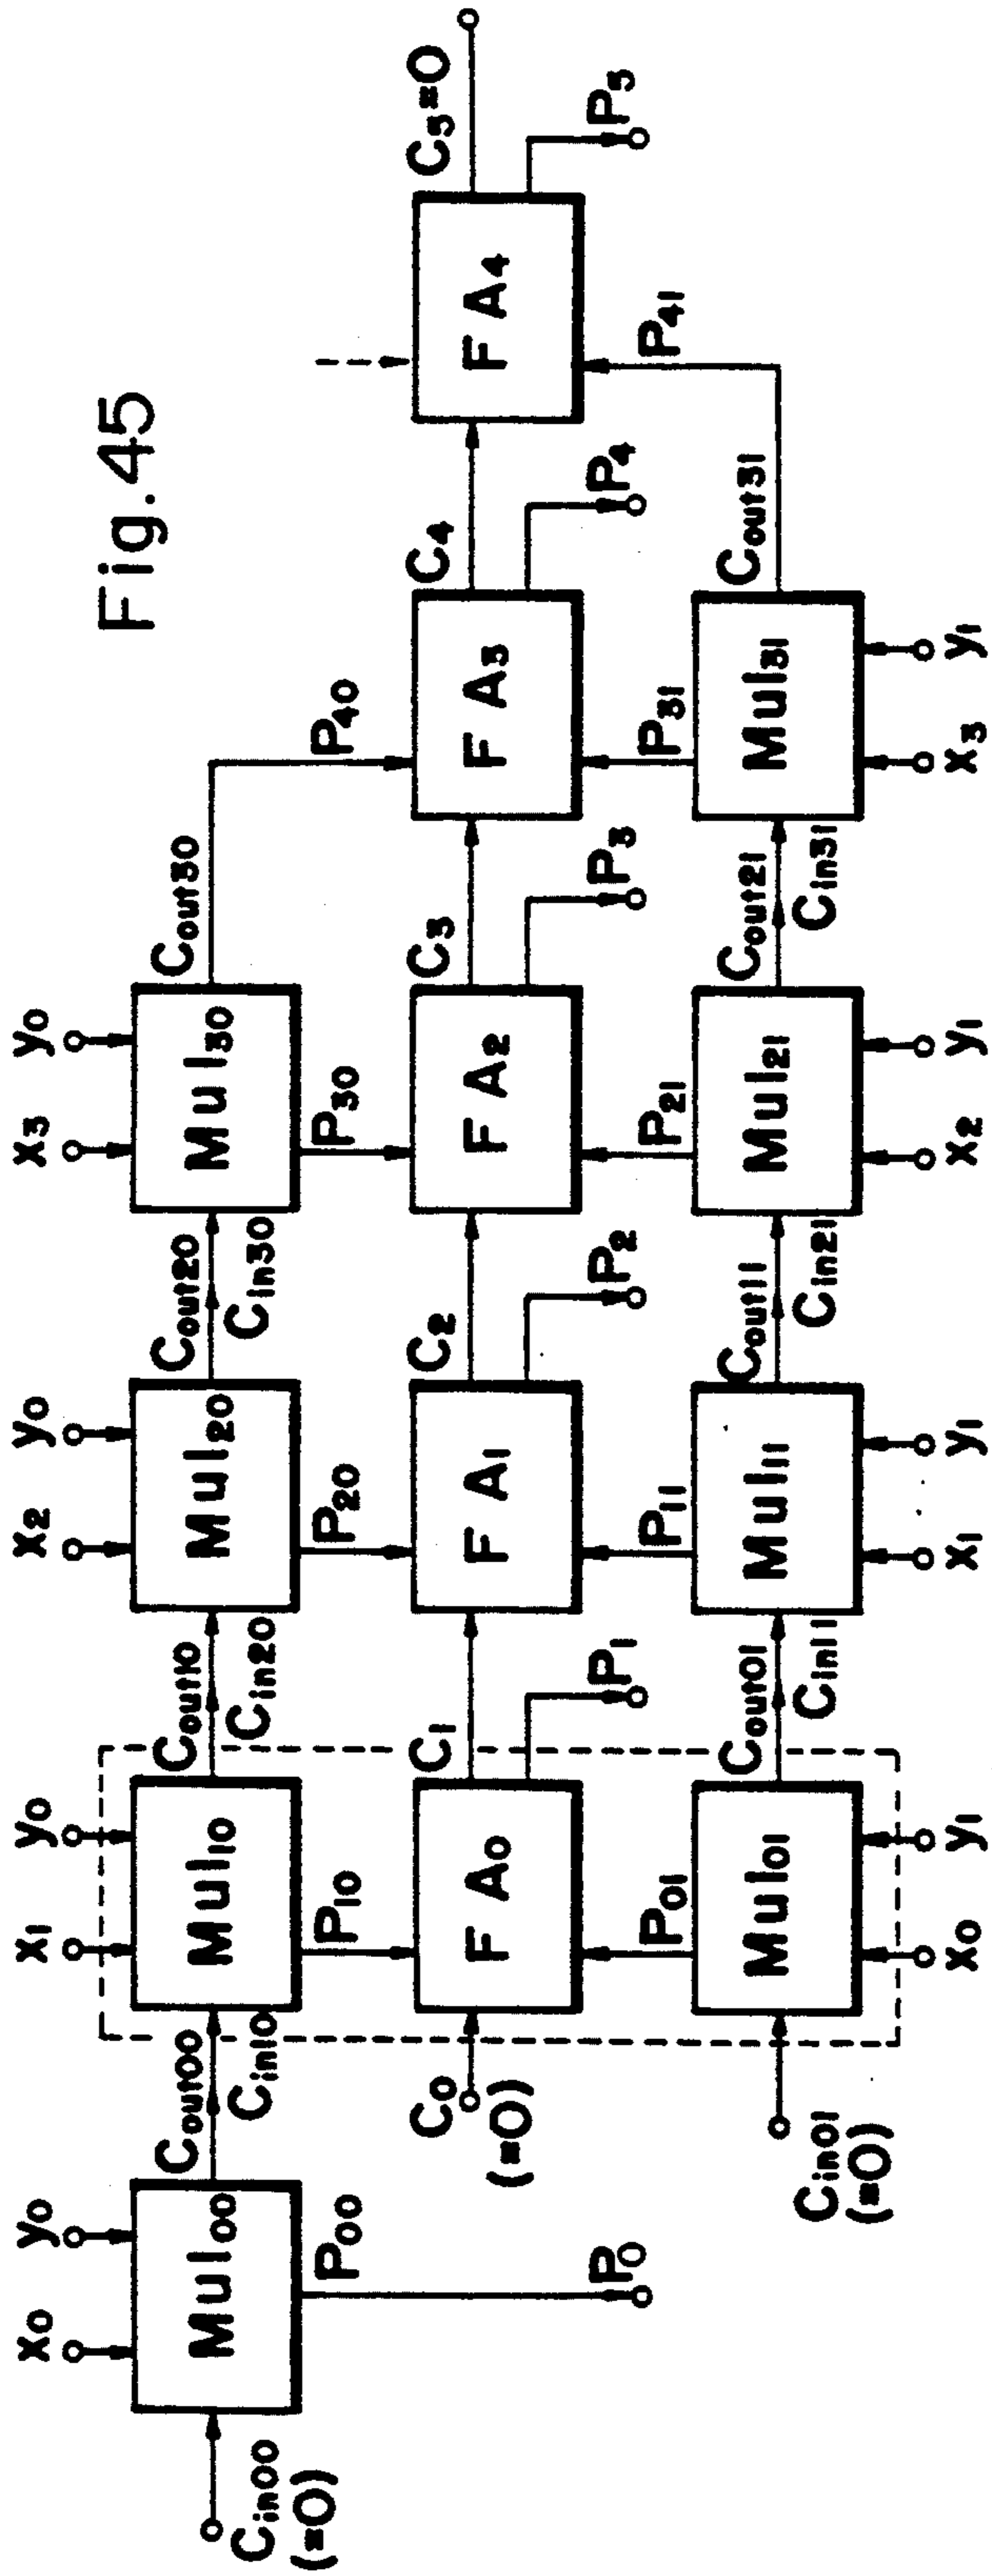 x₀ y₀ x₁ y₀ x₂ y₀ x₃ y₀
Fig.45
Cout00 Cout10 Cout20 Cout30
Mul00 Mul10 Mul20 Mul30
Cin00 Cin10 Cin20 Cin30
(=0)
P00 P10 P20 P30 P40
C₀ C₁ C₂ C₃ C₄ C₅=0
FA₀ FA₁ FA₂ FA₃ FA₄
(=0)
P₀ P₁ P₂ P₃ P₄ P₅
P01 P11 P21 P31 P41
Cout01 Cout11 Cout21 Cout31
Mul01 Mul11 Mul21 Mul31
Cin01 Cin11 Cin21 Cin31
(=0)
x₀ y₁ x₁ y₁ x₂ y₁ x₃ y₁